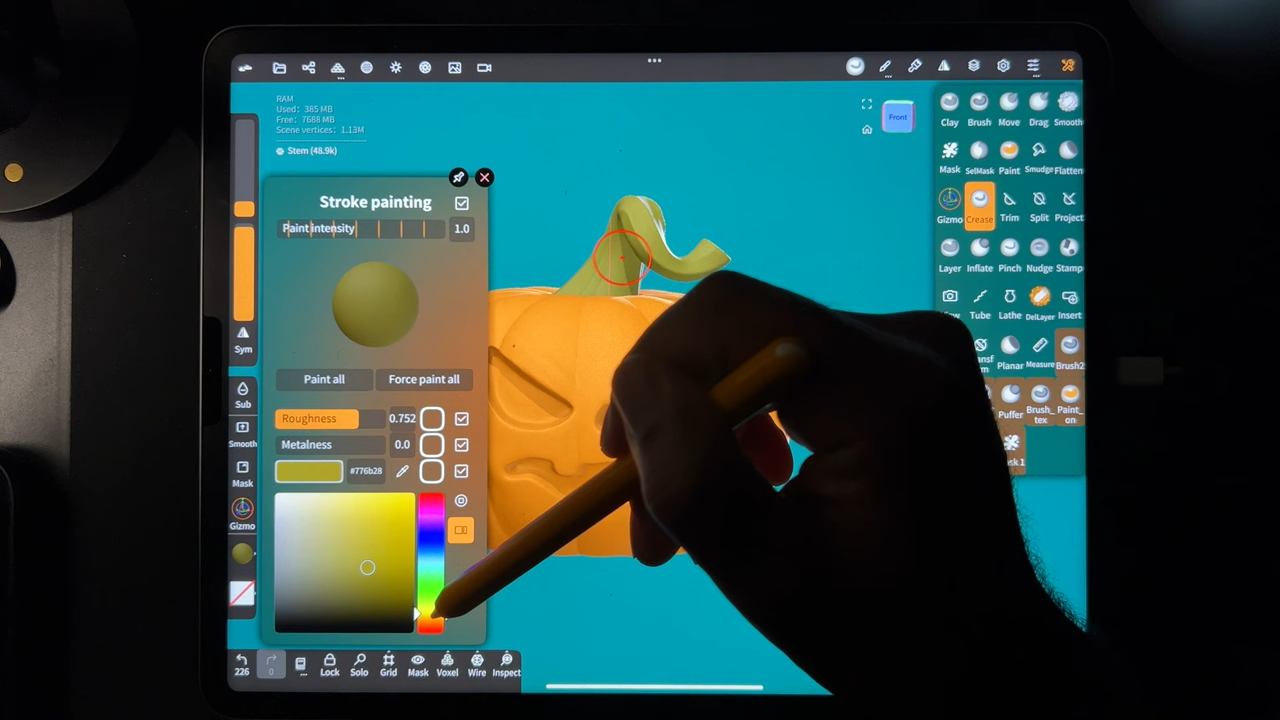 RAM
Used: 385 MB
Free: 7688 MB
Scene vertices: 1.13M
Stem (48.9k)
Front
Clay Brush Move Drag Smooth
Mask SelMask Paint Smudge Flatten
Gizmo Crease Trim Split Project
Layer Inflate Pinch Nudge Stamp
Tube Lathe DelLayer Insert
Planar Measure Brush2
Puffer Brush_tex Paint_on
Stroke painting
Paint intensity 1.0
Paint all Force paint all
Roughness 0.752
Metalness 0.0
#776b28
Sym
Sub
Smooth
Mask
Gizmo
226 0 Lock Solo Grid Mask Voxel Wire Inspect